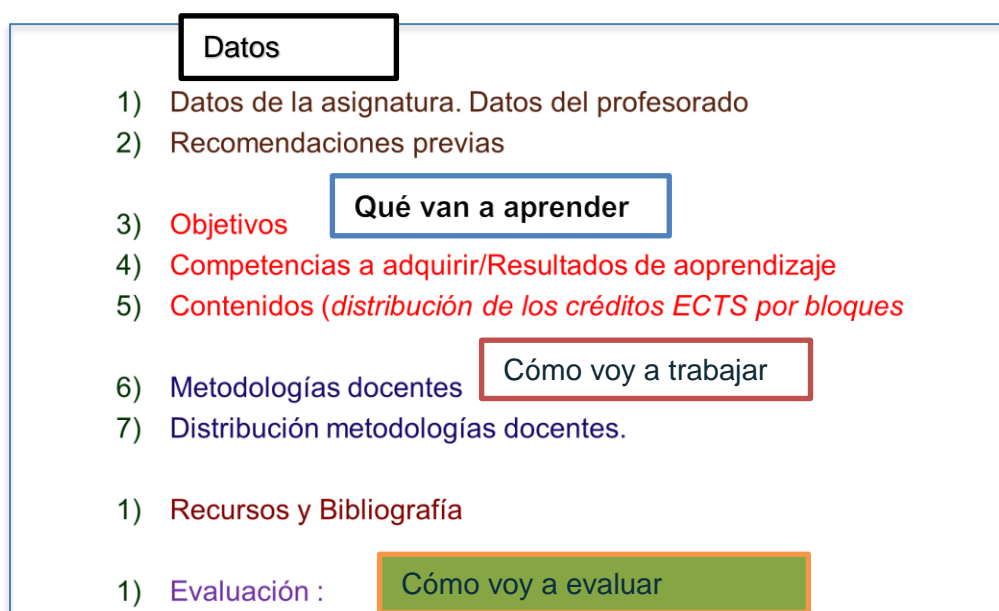 Datos
1) Datos de la asignatura. Datos del profesorado
2) Recomendaciones previas
Qué van a aprender
3) Objetivos
4) Competencias a adquirir/Resultados de aoprendizaje
5) Contenidos (distribución de los créditos ECTS por bloques
Cómo voy a trabajar
6) Metodologías docentes
7) Distribución metodologías docentes.
1) Recursos y Bibliografía
Cómo voy a evaluar
1) Evaluación :